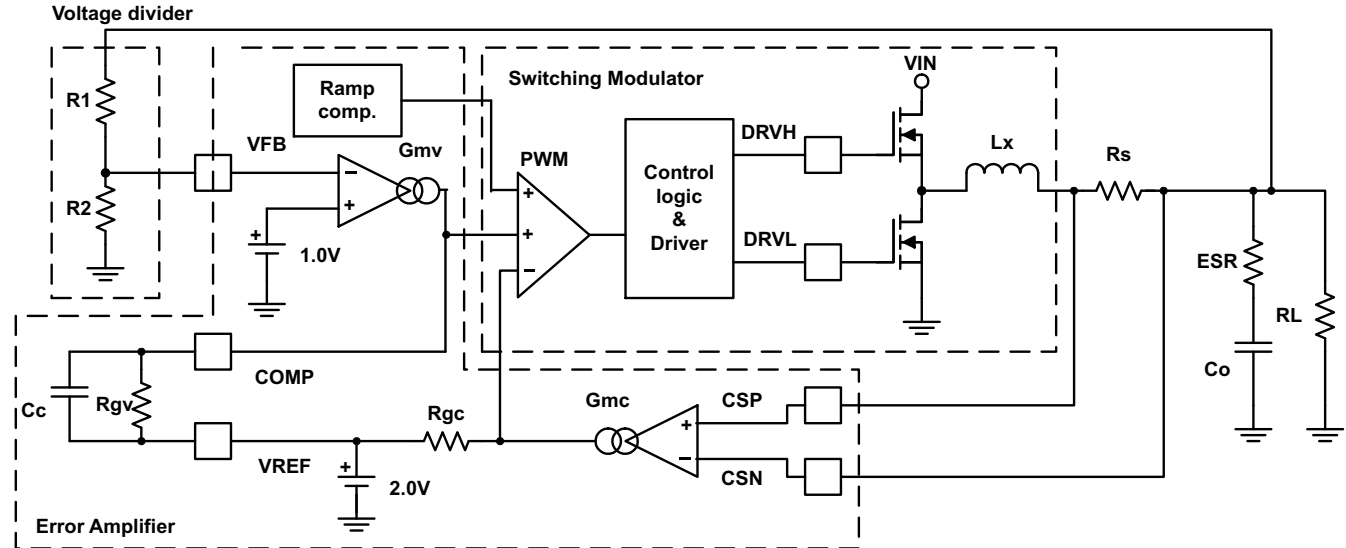 Voltage divider
Switching Modulator
VIN
R1
Ramp
comp.
DRVH
Lx
VFB
Gmv
PWM
Rs
Control
logic
&
Driver
R2
DRVL
1.0V
ESR
RL
COMP
Co
Cc
Rgv
Rgc
Gmc
CSP
VREF
CSN
2.0V
Error Amplifier
+
−
+
+
+
−
+
−
+